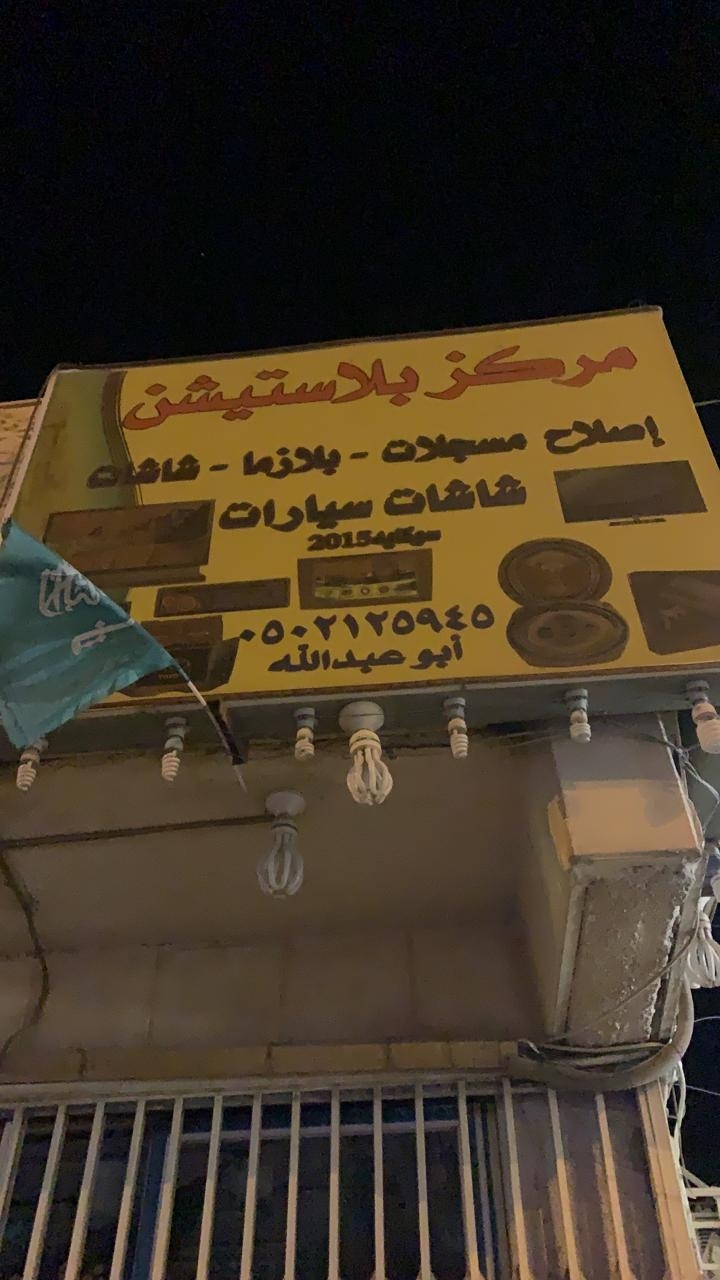 مركز بلاستيشن
إصلاح مسجلات - بلازما - شاشات
شاشات سيارات
2015
٠٥٠٢١٢٥٩٤٥
أبو عبدالله